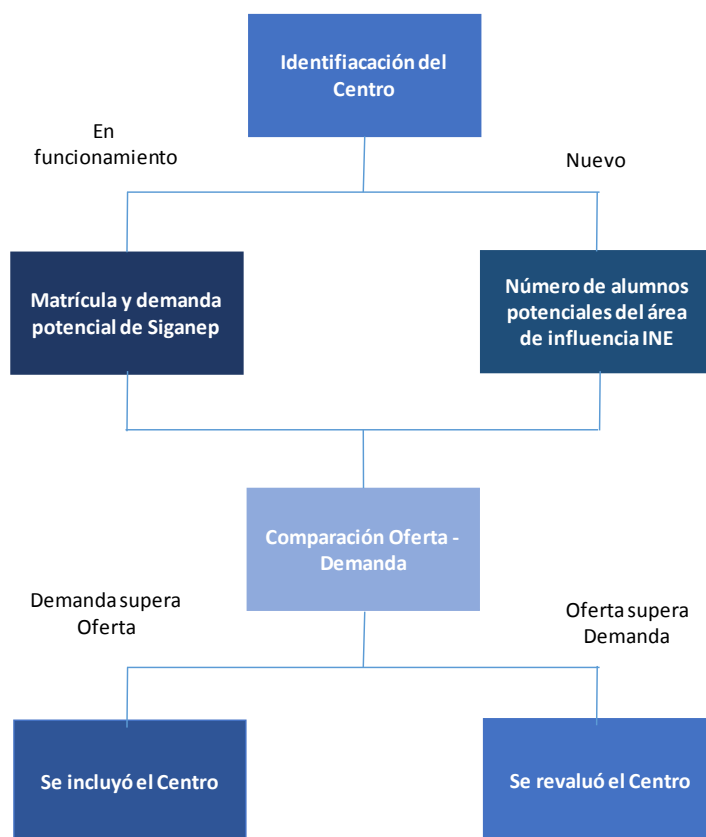 Identifiacación del
Centro
En
funcionamiento
Nuevo
Matrícula y demanda
potencial de Siganep
Número de alumnos
potenciales del área
de influencia INE
Comparación Oferta -
Demanda
Demanda supera
Oferta
Oferta supera
Demanda
Se incluyó el Centro
Se revaluó el Centro